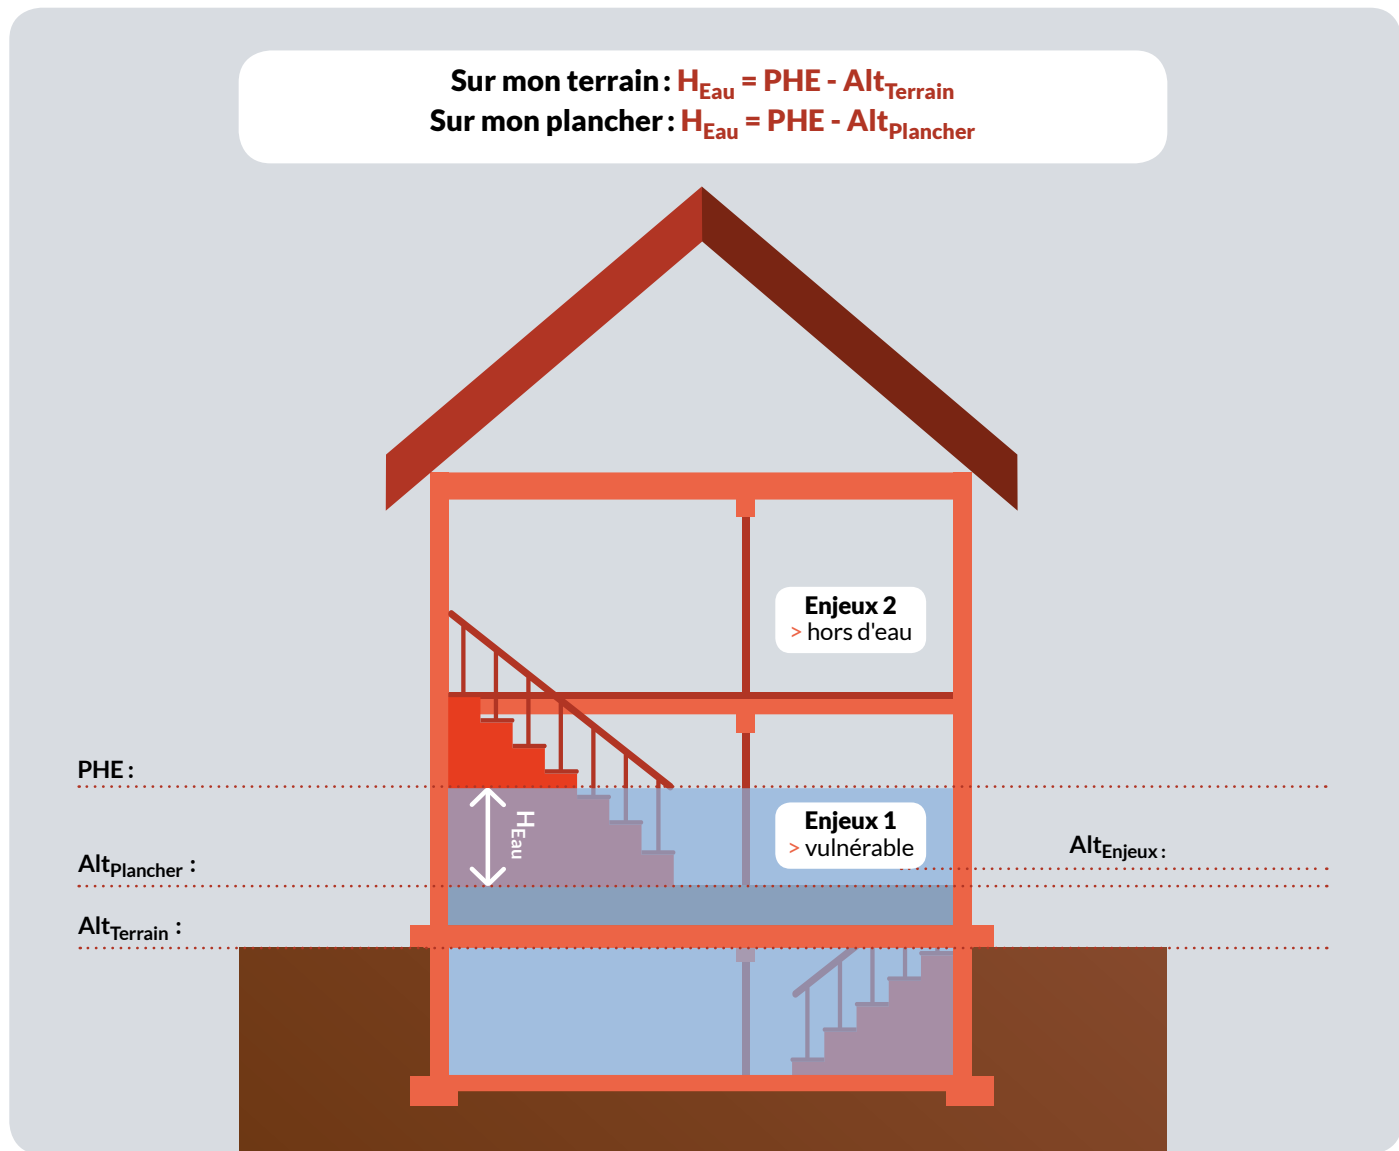 Sur mon terrain : HEau = PHE - AltTerrain
Sur mon plancher : HEau = PHE - AltPlancher
Enjeux 2
> hors d'eau
PHE :
HEau
Enjeux 1
> vulnérable
AltEnjeux :
AltPlancher :
AltTerrain :